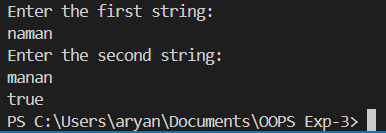 Enter the first string:
naman
Enter the second string:
manan
true
PS C:\Users\aryan\Documents\OOPS Exp-3>